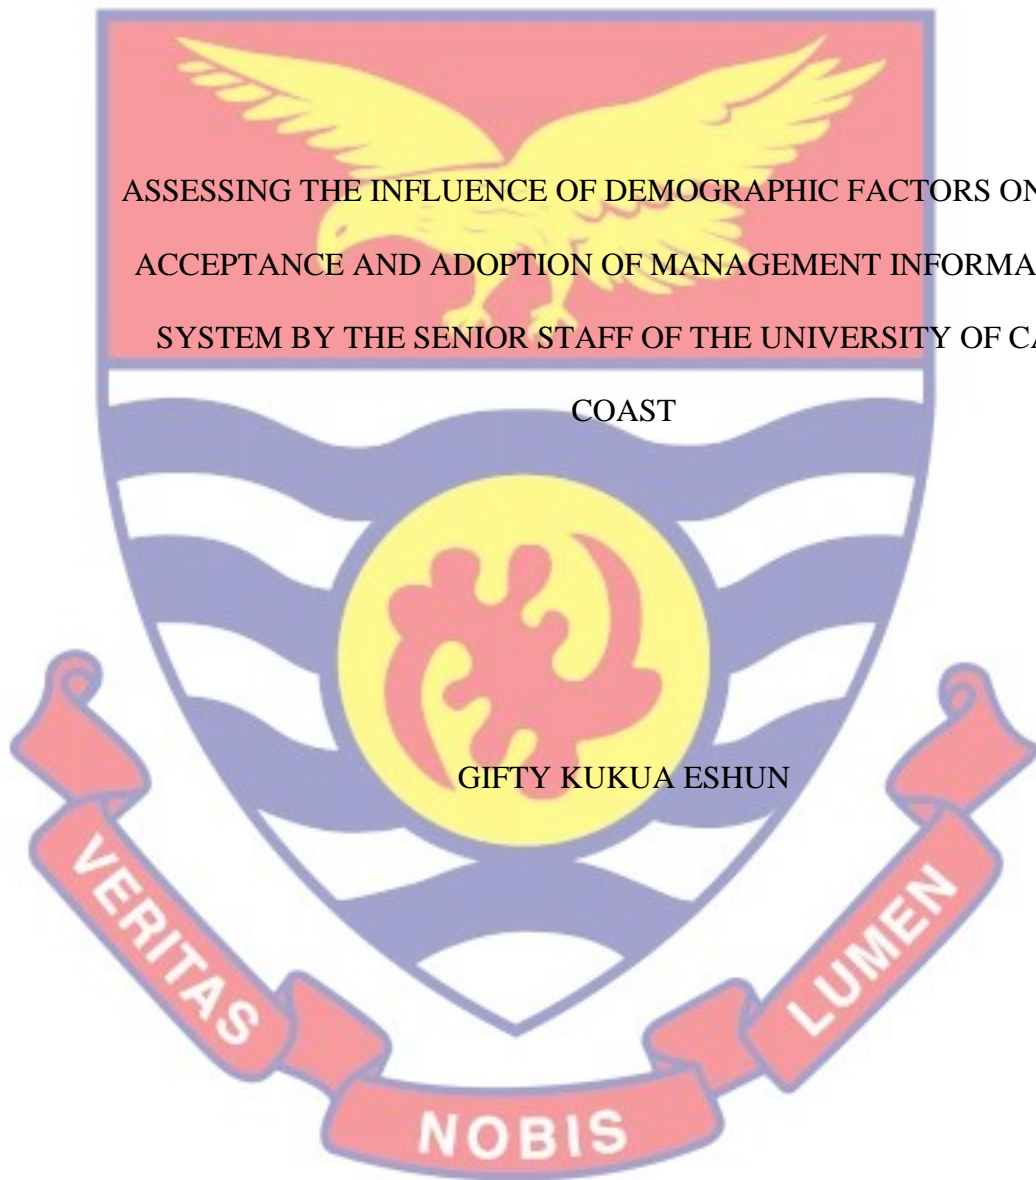 ASSESSING THE INFLUENCE OF DEMOGRAPHIC FACTORS ON
ACCEPTANCE AND ADOPTION OF MANAGEMENT INFORMA
SYSTEM BY THE SENIOR STAFF OF THE UNIVERSITY OF CA
COAST
GIFTY KUKUA ESHUN
VERITAS
NOBIS
LUMEN